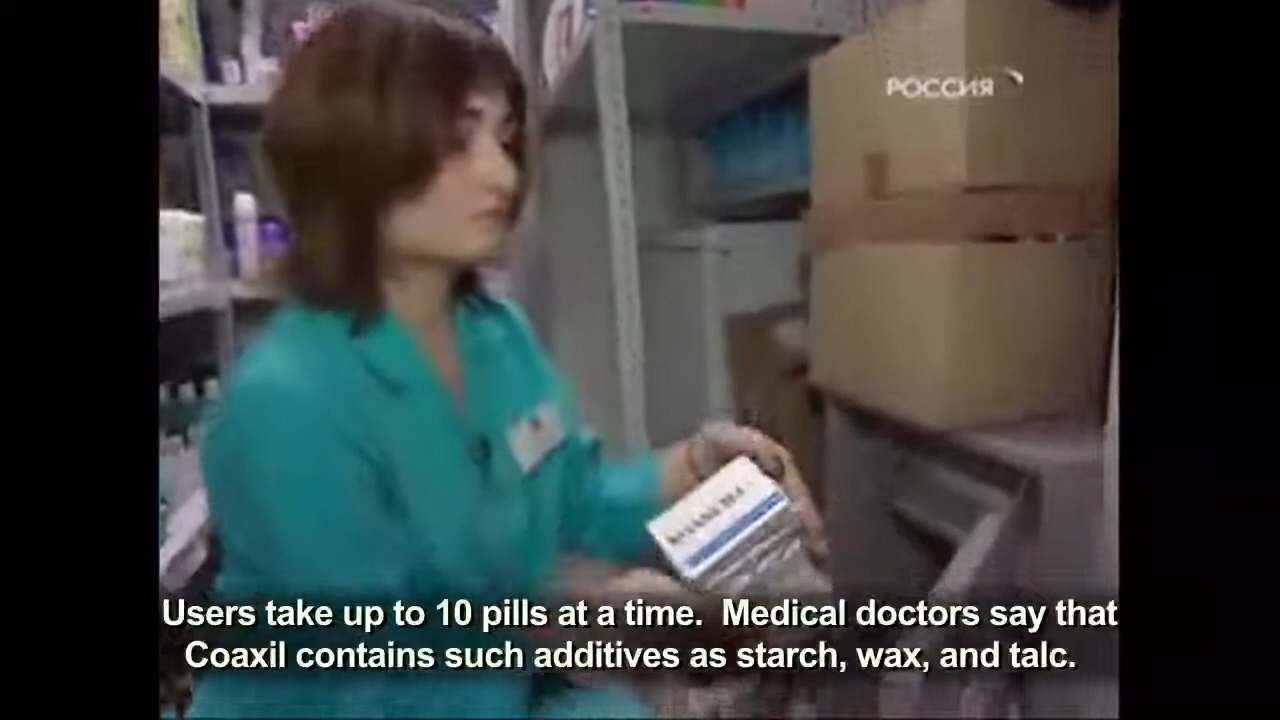 РОССИЯ
Users take up to 10 pills at a time.  Medical doctors say that
Coaxil contains such additives as starch, wax, and talc.